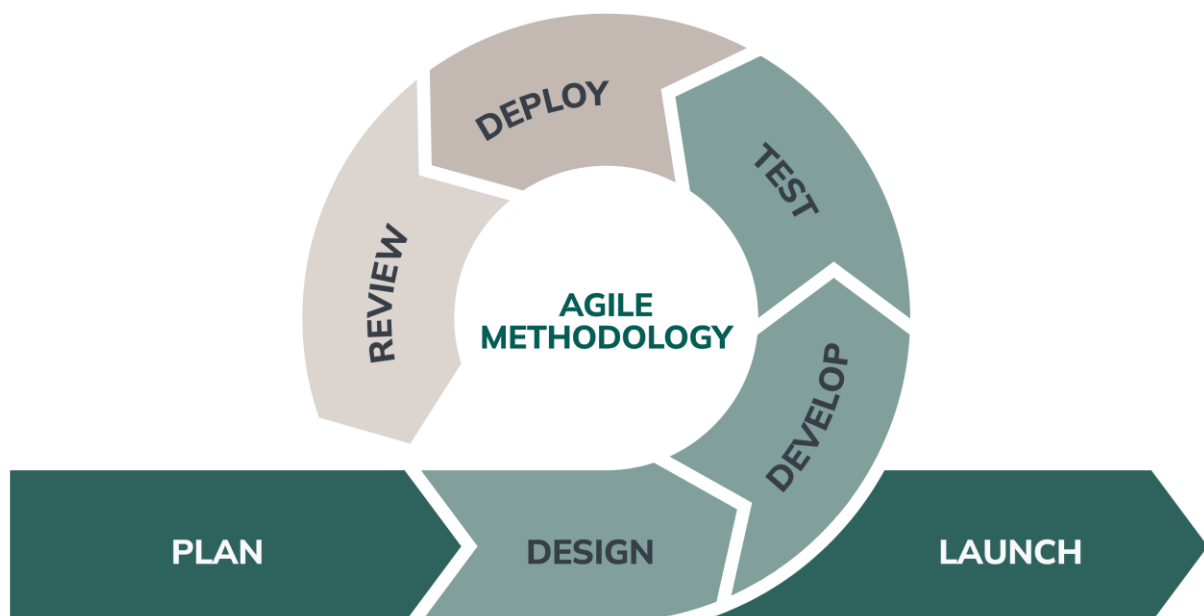 DEPLOY
TEST
REVIEW
AGILE
METHODOLOGY
DEVELOP
PLAN
DESIGN
LAUNCH